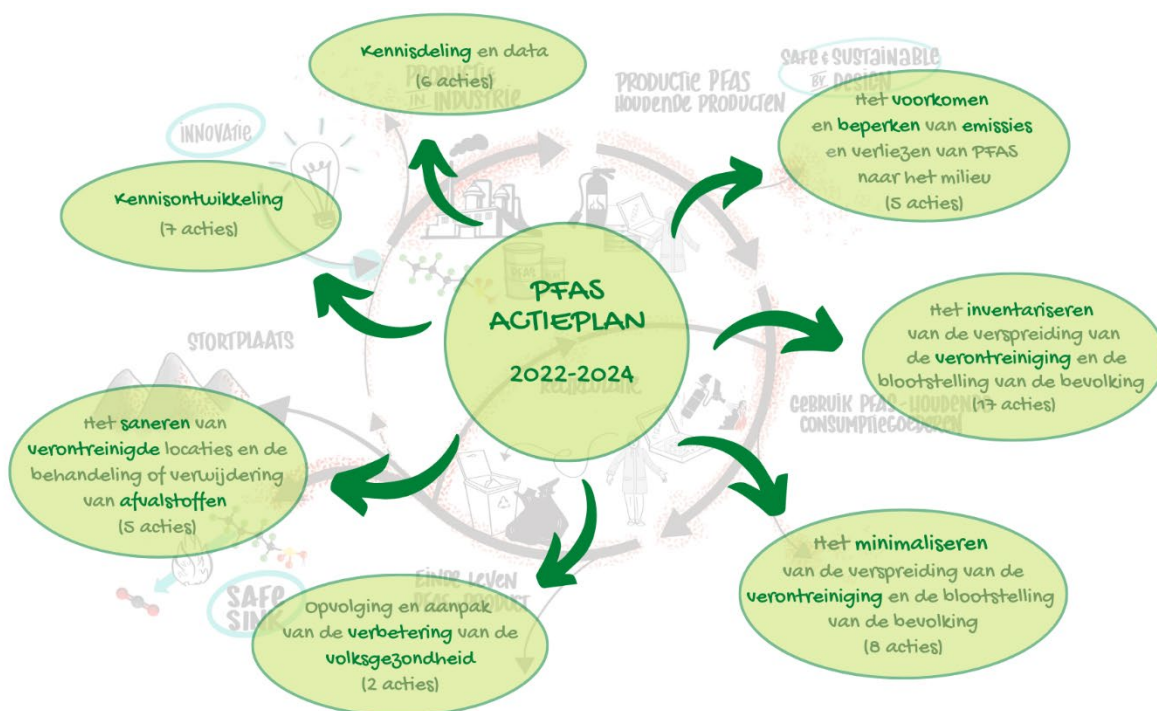 Kennisdeling en data
(6 acties)
PRODUCTIE
IN INDUSTRIE
PRODUCTIE PFAS
HOUDENDE PRODUCTEN
SAFE & SUSTAINABLE
BY DESIGN
Het voorkomen
en beperken van emissies
en verliezen van PFAS
naar het milieu
(5 acties)
INNOVATIE
Kennisontwikkeling
(7 acties)
PFAS
PFAS
ACTIEPLAN
2022-2024
Het inventariseren
van de verspreiding van
de verontreiniging en de
blootstelling van de bevolking
(17 acties)
STORTPLAATS
GEBRUIK PFAS-HOUDENDE
CONSUMPTIEGOEDEREN
Het saneren van
verontreinigde locaties en de
behandeling of verwijdering
van afvalstoffen
(5 acties)
Het minimaliseren
van de verspreiding van de
verontreiniging en de blootstelling
van de bevolking
(8 acties)
SAFE
SINK
EINDE LEVEN
PFAS PRODUCT
Opvolging en aanpak
van de verbetering van de
volksgezondheid
(2 acties)